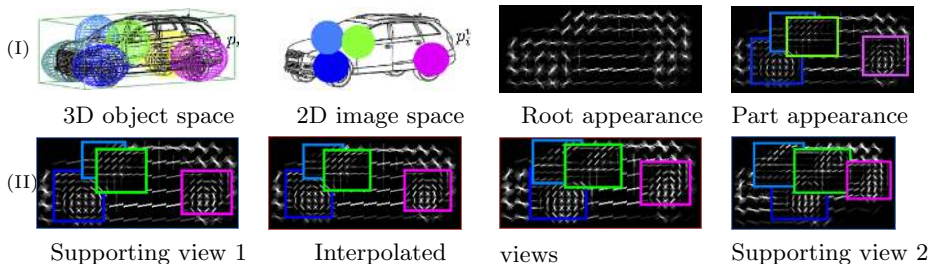 (I)
p,
p_i^v
3D object space 2D image space Root appearance Part appearance
(II)
Supporting view 1 Interpolated views Supporting view 2